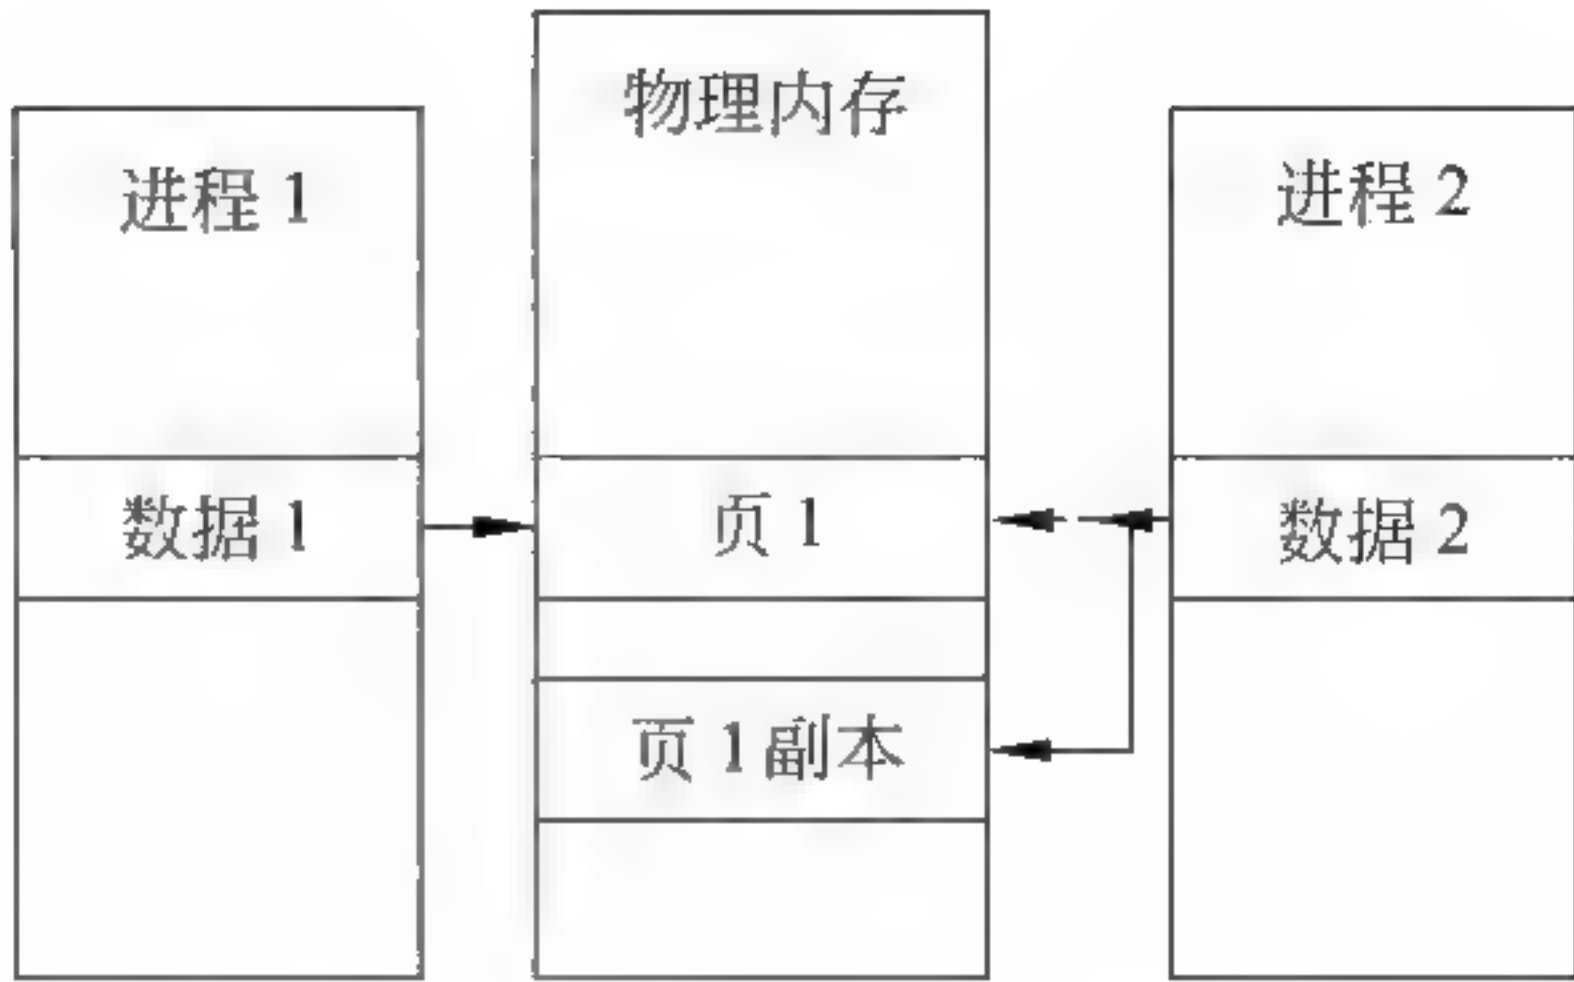 物理内存
进程 1
进程 2
数据 1
页 1
数据 2
页 1 副本